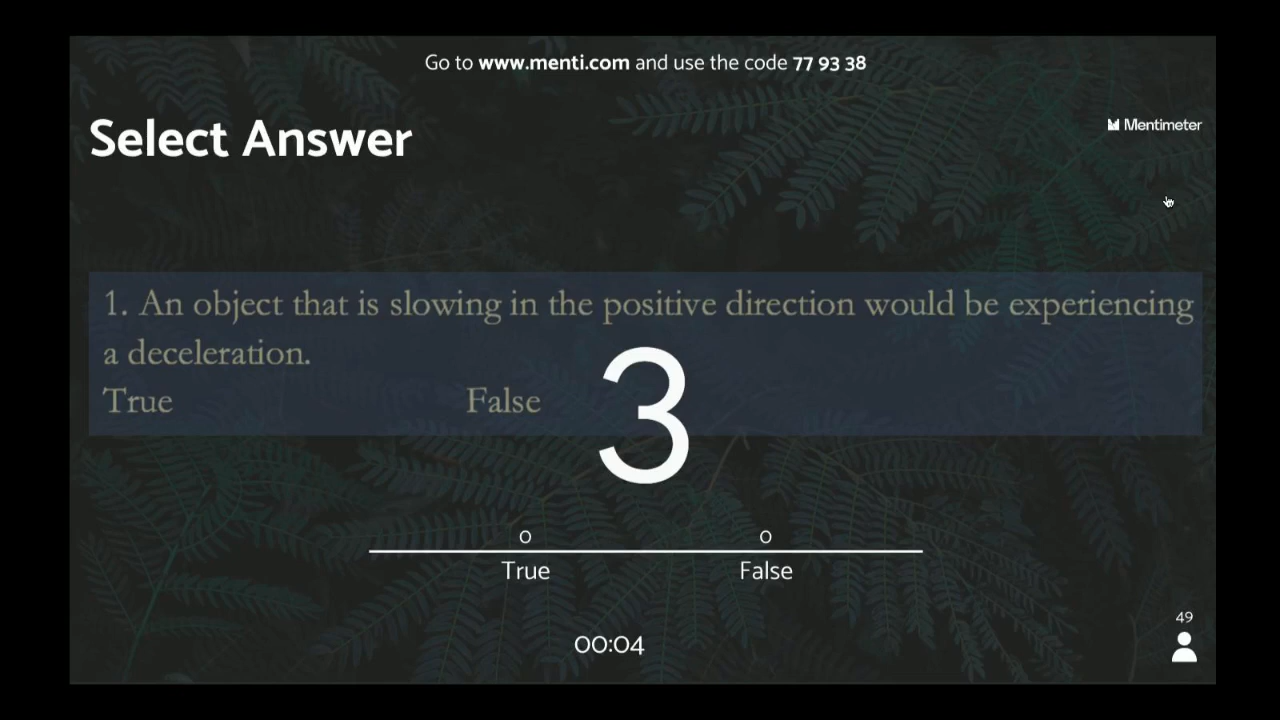 Go to www.menti.com and use the code 77 93 38
Select Answer
Mentimeter
1. An object that is slowing in the positive direction would be experiencing
a deceleration.
True False
3
0 0
True False
00:04
49